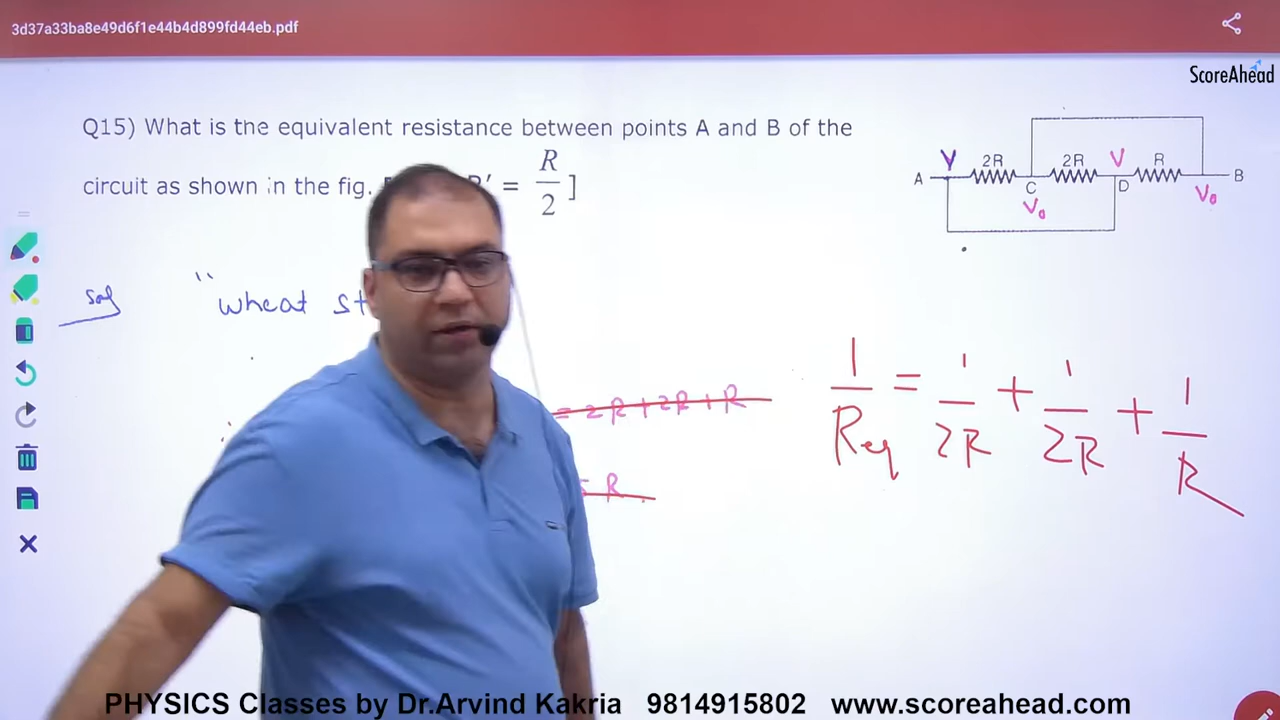 3d37a33ba8e49d6f1e44b4d899fd44eb.pdf
ScoreAhead
Q15) What is the equivalent resistance between points A and B of the
circuit as shown in the fig. ′ = R/2 ]
A V 2R C V₀ 2R V D R V₀ B
Sol
"wheat st
= 2R + 2R + R
R
1/Req = 1/2R + 1/2R + 1/R
PHYSICS Classes by Dr.Arvind Kakria 9814915802 www.scoreahead.com